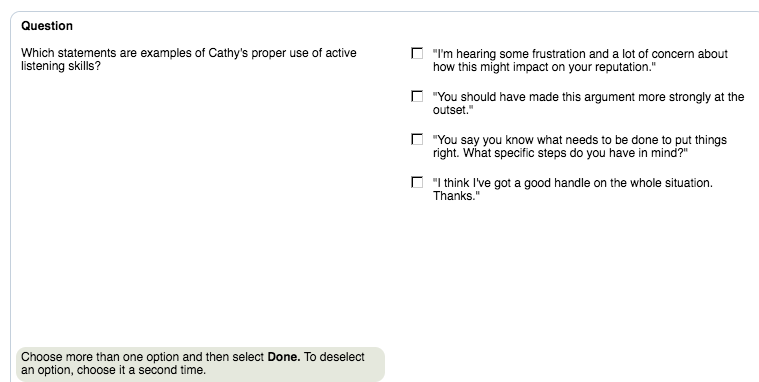 Question
Which statements are examples of Cathy's proper use of active
listening skills?
"I'm hearing some frustration and a lot of concern about
how this might impact on your reputation."
"You should have made this argument more strongly at the
outset."
"You say you know what needs to be done to put things
right. What specific steps do you have in mind?"
"I think I've got a good handle on the whole situation.
Thanks."
Choose more than one option and then select Done. To deselect
an option, choose it a second time.